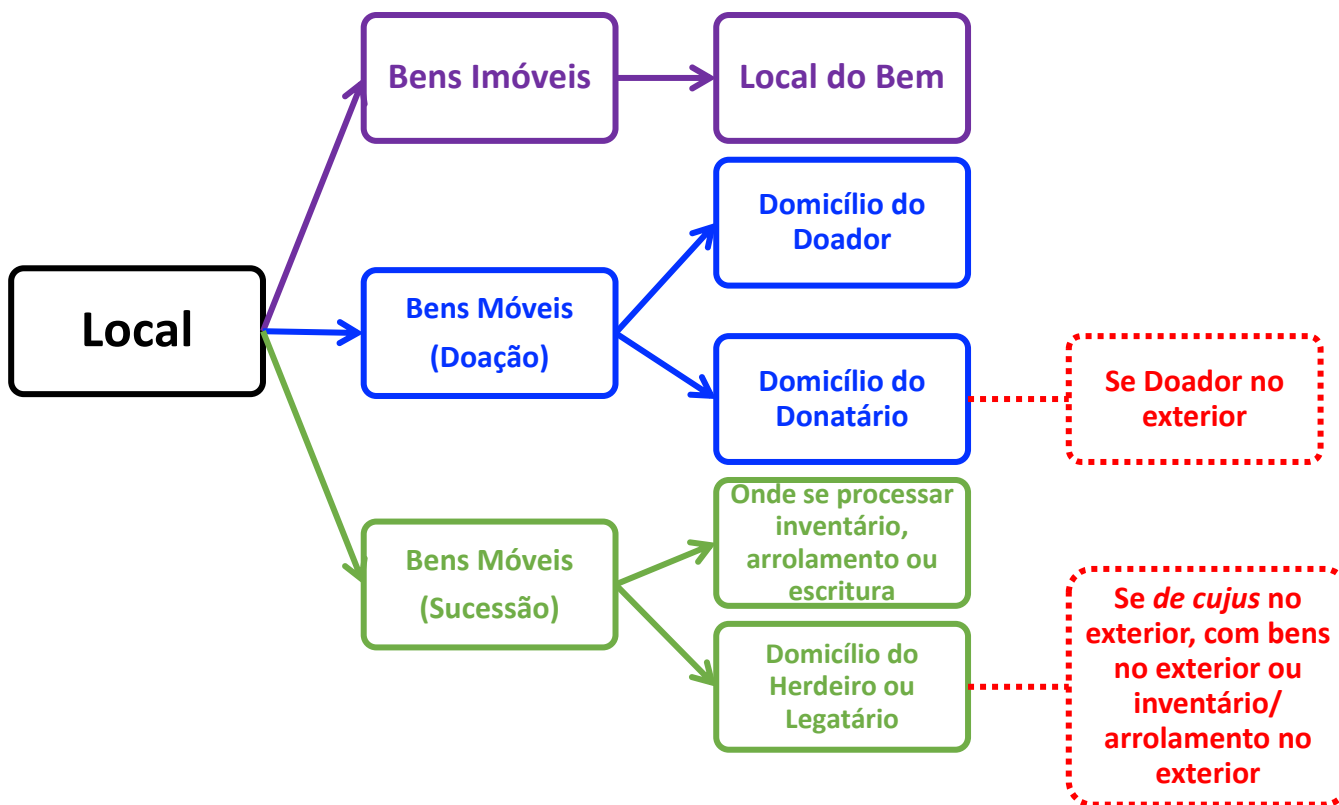 Bens Imóveis
Local do Bem
Domicílio do
Doador
Local
Bens Móveis
(Doação)
Domicílio do
Donatário
Se Doador no
exterior
Onde se processar
inventário,
arrolamento ou
escritura
Bens Móveis
(Sucessão)
Domicílio do
Herdeiro ou
Legatário
Se de cujus no
exterior, com bens
no exterior ou
inventário/
arrolamento no
exterior